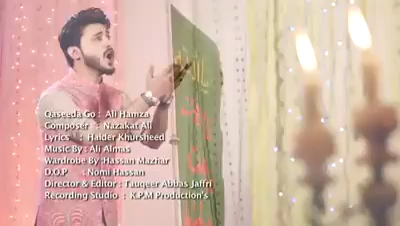 Qaseeda Go : Ali Hamza
Composer : Nazakat Ali
Lyrics : Haider Khursheed
Music By : Ali Almas
Wardrobe By :Hassan Mazhar
D.O.P : Nomi Hassan
Director & Editor : Tauqeer Abbas Jaffri
Recording Studio : K.P.M Production's